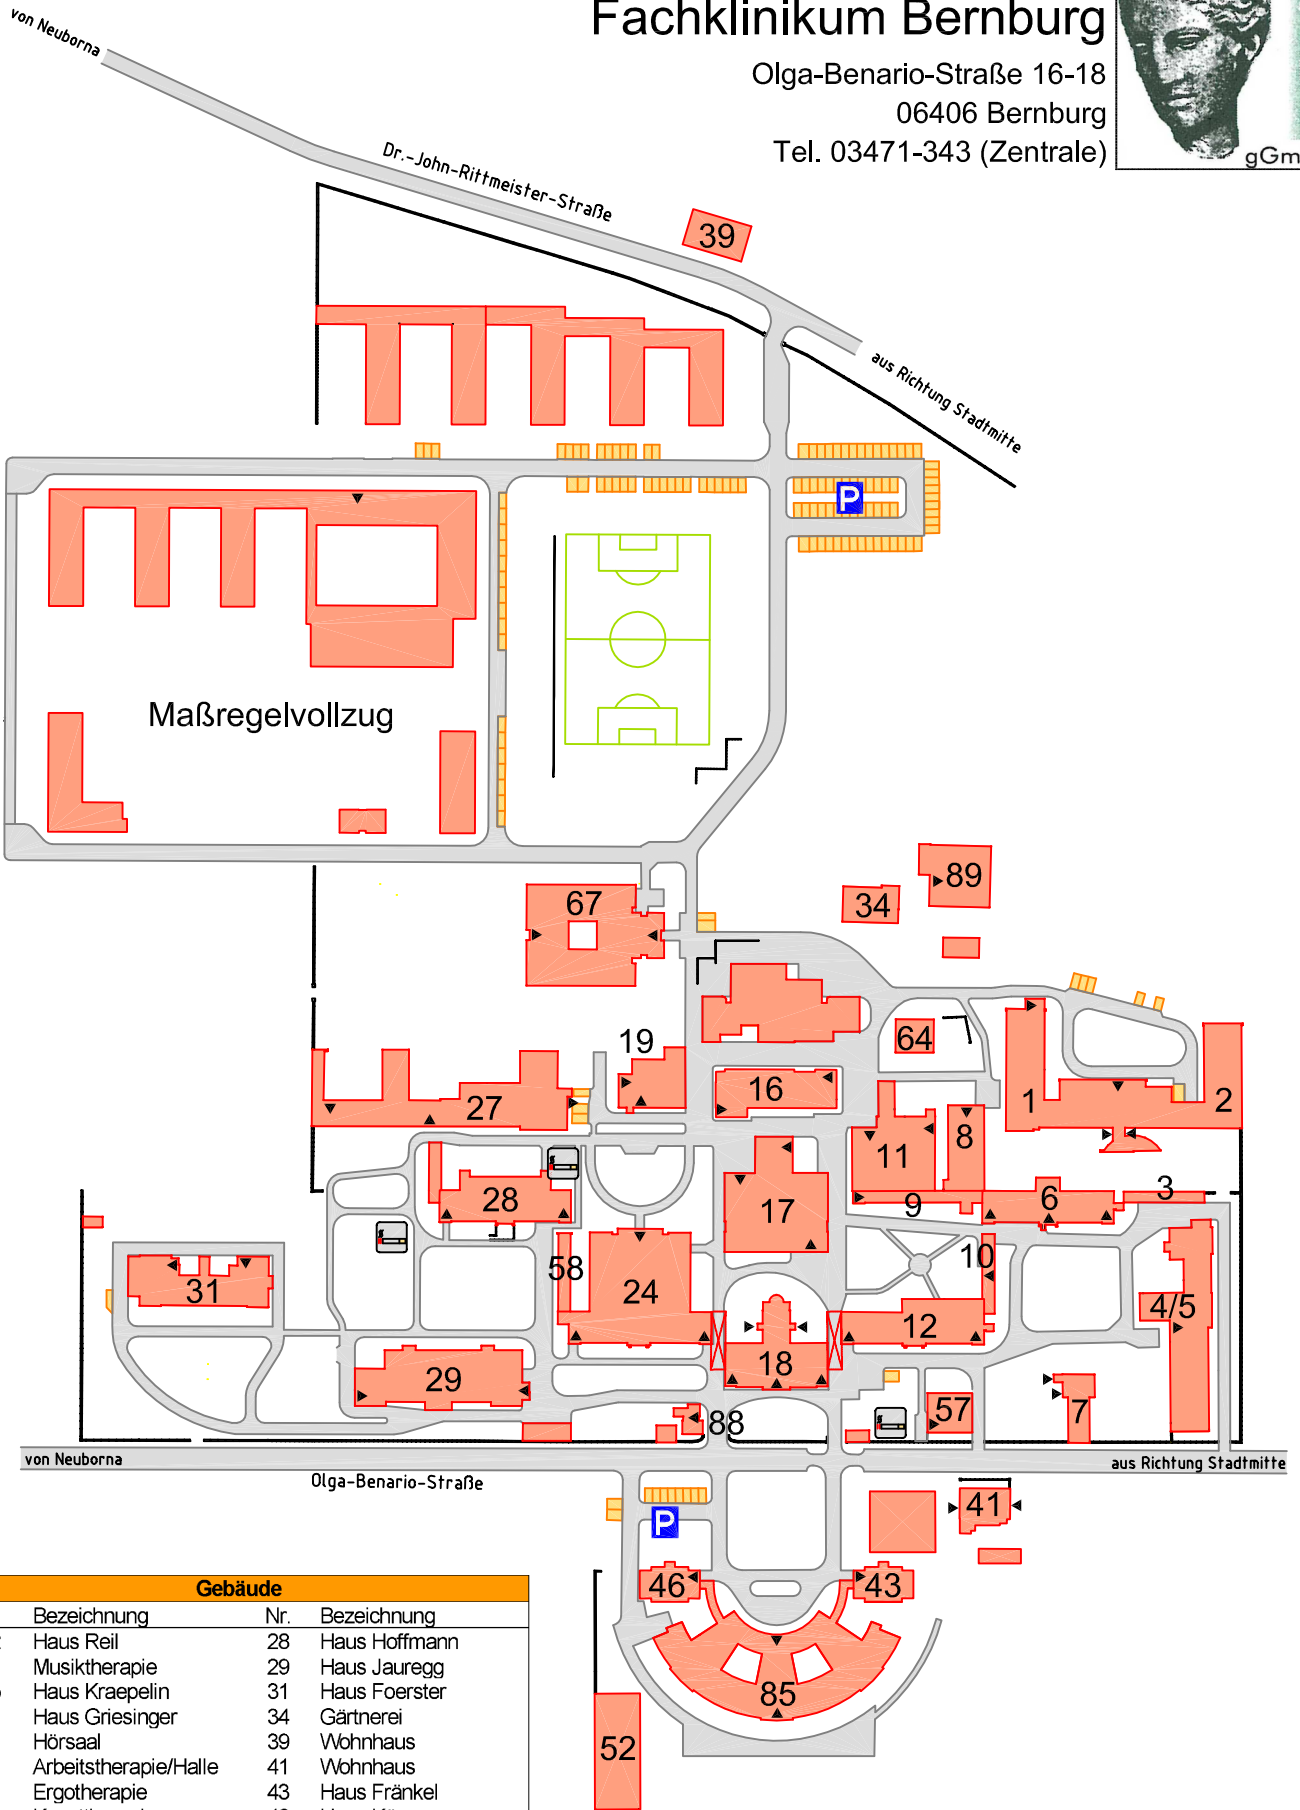 Fachklinikum Bernburg
Olga-Benario-Straße 16-18
06406 Bernburg
Tel. 03471-343 (Zentrale)
gGm
von Neuborna
Dr.-John-Rittmeister-Straße
39
aus Richtung Stadtmitte
P
Maßregelvollzug
89
67
34
19
64
16
1
2
27
8
11
28
6
3
17
9
58
10
31
24
4/5
12
18
29
57
7
88
von Neuborna
aus Richtung Stadtmitte
Olga-Benario-Straße
41
P
46
43
85
52
Gebäude
Bezeichnung Nr. Bezeichnung
Haus Reil 28 Haus Hoffmann
Musiktherapie 29 Haus Jauregg
Haus Kraepelin 31 Haus Foerster
Haus Griesinger 34 Gärtnerei
Hörsaal 39 Wohnhaus
Arbeitstherapie/Halle 41 Wohnhaus
Ergotherapie 43 Haus Fränkel